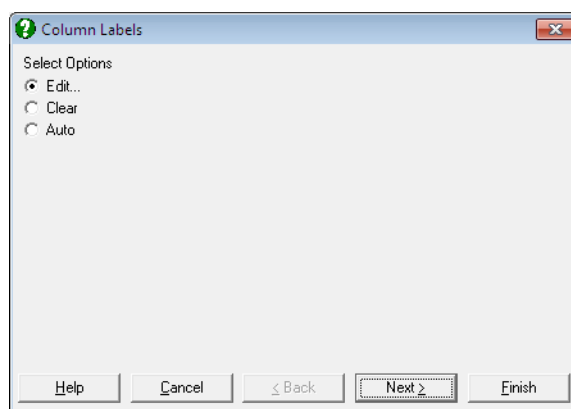 Column Labels
Select Options
Edit...
Clear
Auto
Help Cancel < Back Next > Finish